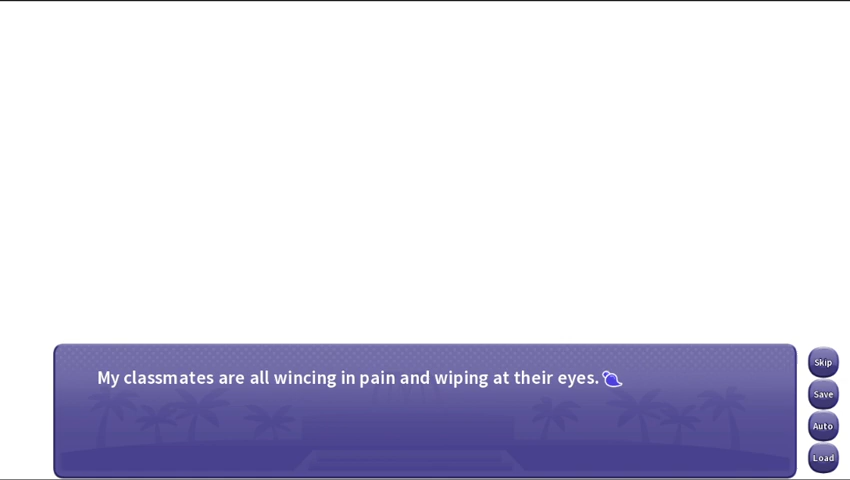 My classmates are all wincing in pain and wiping at their eyes.
Skip
Save
Auto
Load